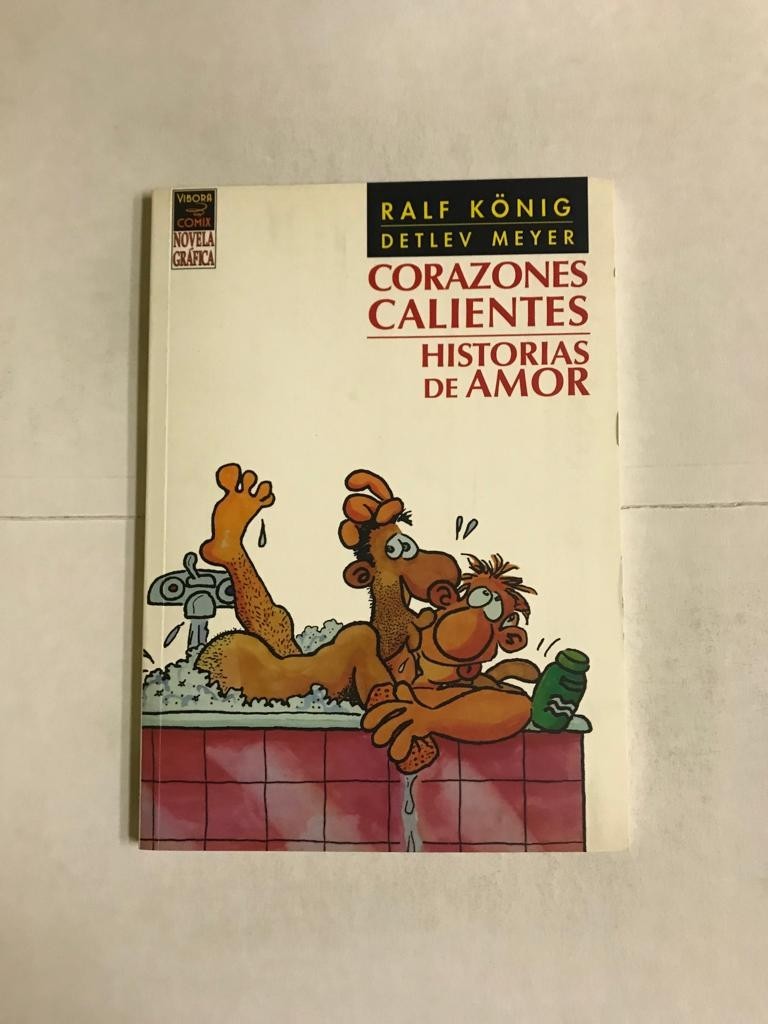 VIBORA
COMIX
NOVELA
GRÁFICA
RALF KÖNIG
DETLEV MEYER
CORAZONES
CALIENTES
HISTORIAS
DE AMOR